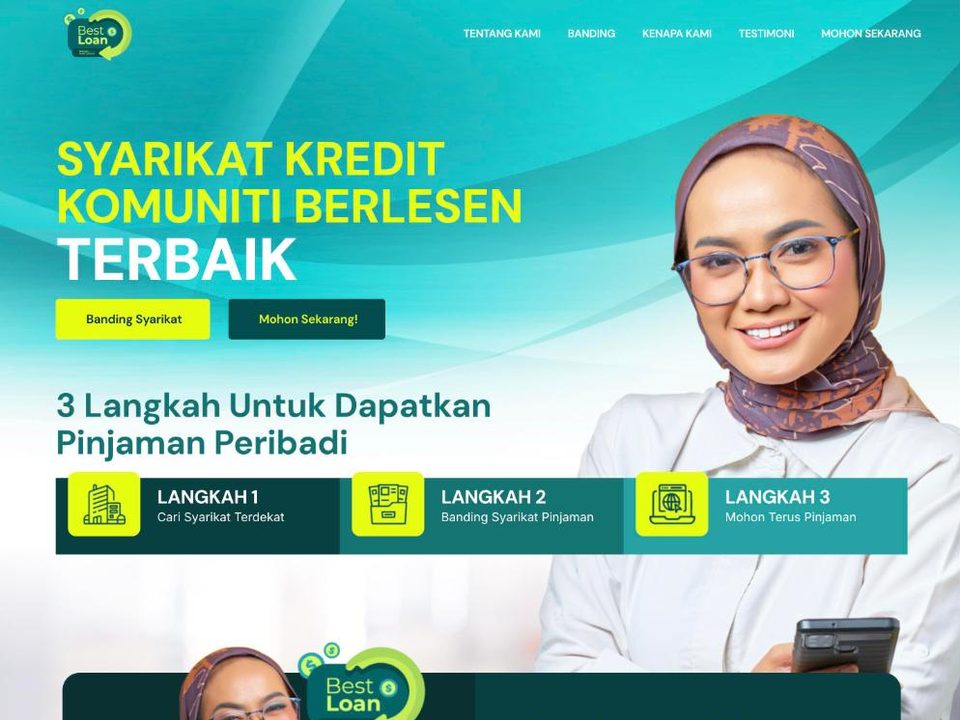 Best
Loan
TENTANG KAMI
BANDING
KENAPA KAMI
TESTIMONI
MOHON SEKARANG
SYARIKAT KREDIT
KOMUNITI BERLESEN
TERBAIK
Banding Syarikat
Mohon Sekarang!
3 Langkah Untuk Dapatkan
Pinjaman Peribadi
LANGKAH 1
Cari Syarikat Terdekat
LANGKAH 2
Banding Syarikat Pinjaman
LANGKAH 3
Mohon Terus Pinjaman
Best
Loan